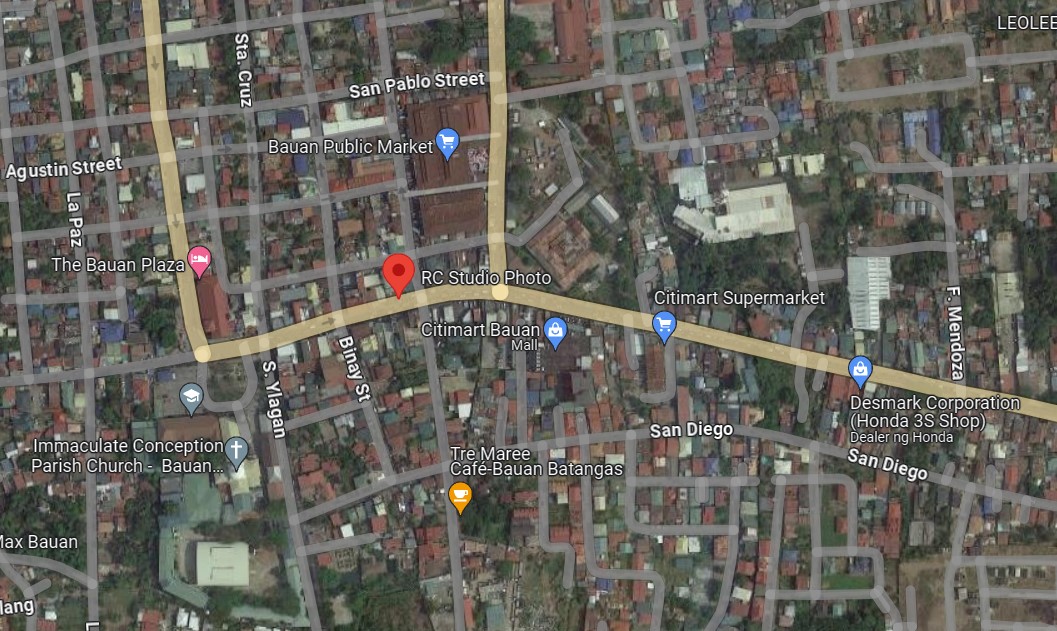 LEOLEE
Sta. Cruz
San Pablo Street
Bauan Public Market
Agustin Street
La Paz
The Bauan Plaza
RC Studio Photo
Citimart Supermarket
Citimart Bauan
Mall
F. Mendoza
Binay St
S. Ylagan
Desmark Corporation
(Honda 3S Shop)
Dealer ng Honda
San Diego
San Diego
Immaculate Conception
Parish Church - Bauan...
Tre Maree
Café-Bauan Batangas
Max Bauan
lang
L